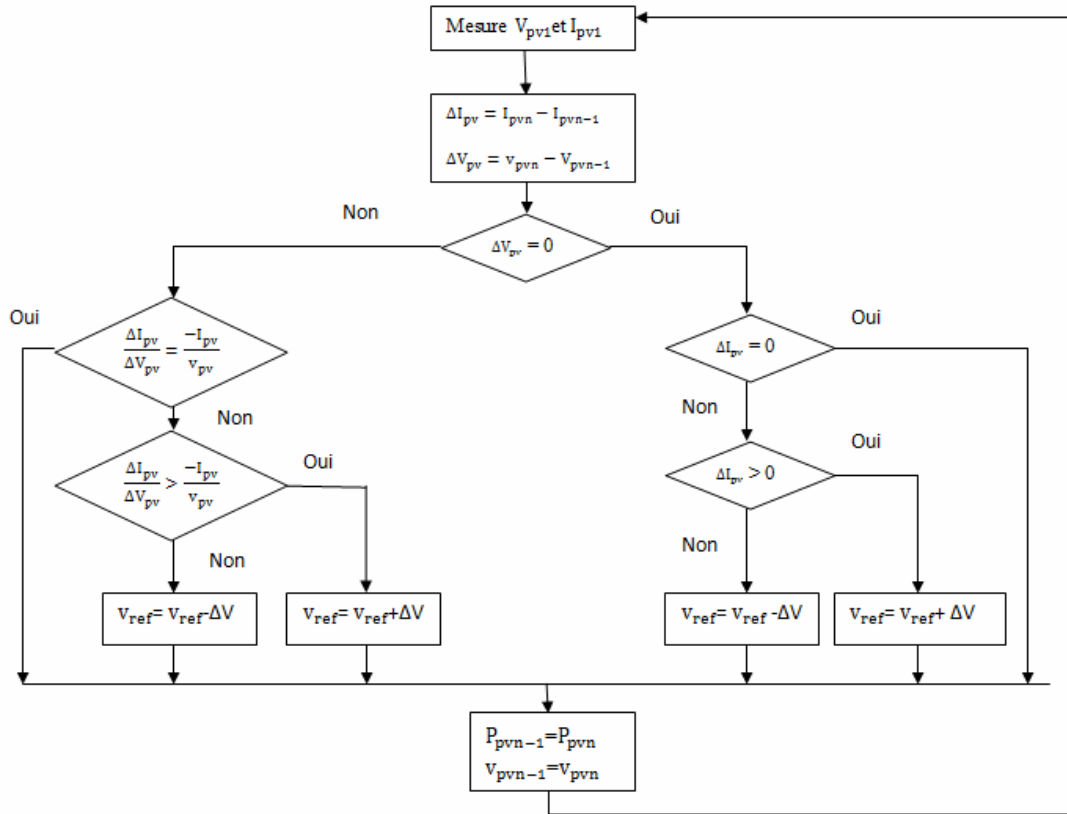 Mesure V_pv1 et I_pv1
ΔI_pv = I_pvn − I_pvn−1
ΔV_pv = v_pvn − V_pvn−1
Non
Oui
ΔV_pv = 0
Oui
ΔI_pv/ΔV_pv = −I_pv/v_pv
Non
ΔI_pv = 0
Oui
Non
ΔI_pv/ΔV_pv > −I_pv/v_pv
Oui
Non
ΔI_pv > 0
Oui
Non
v_ref= v_ref-ΔV
v_ref= v_ref+ΔV
v_ref= v_ref -ΔV
v_ref= v_ref+ ΔV
P_pvn−1=P_pvn
v_pvn−1=v_pvn